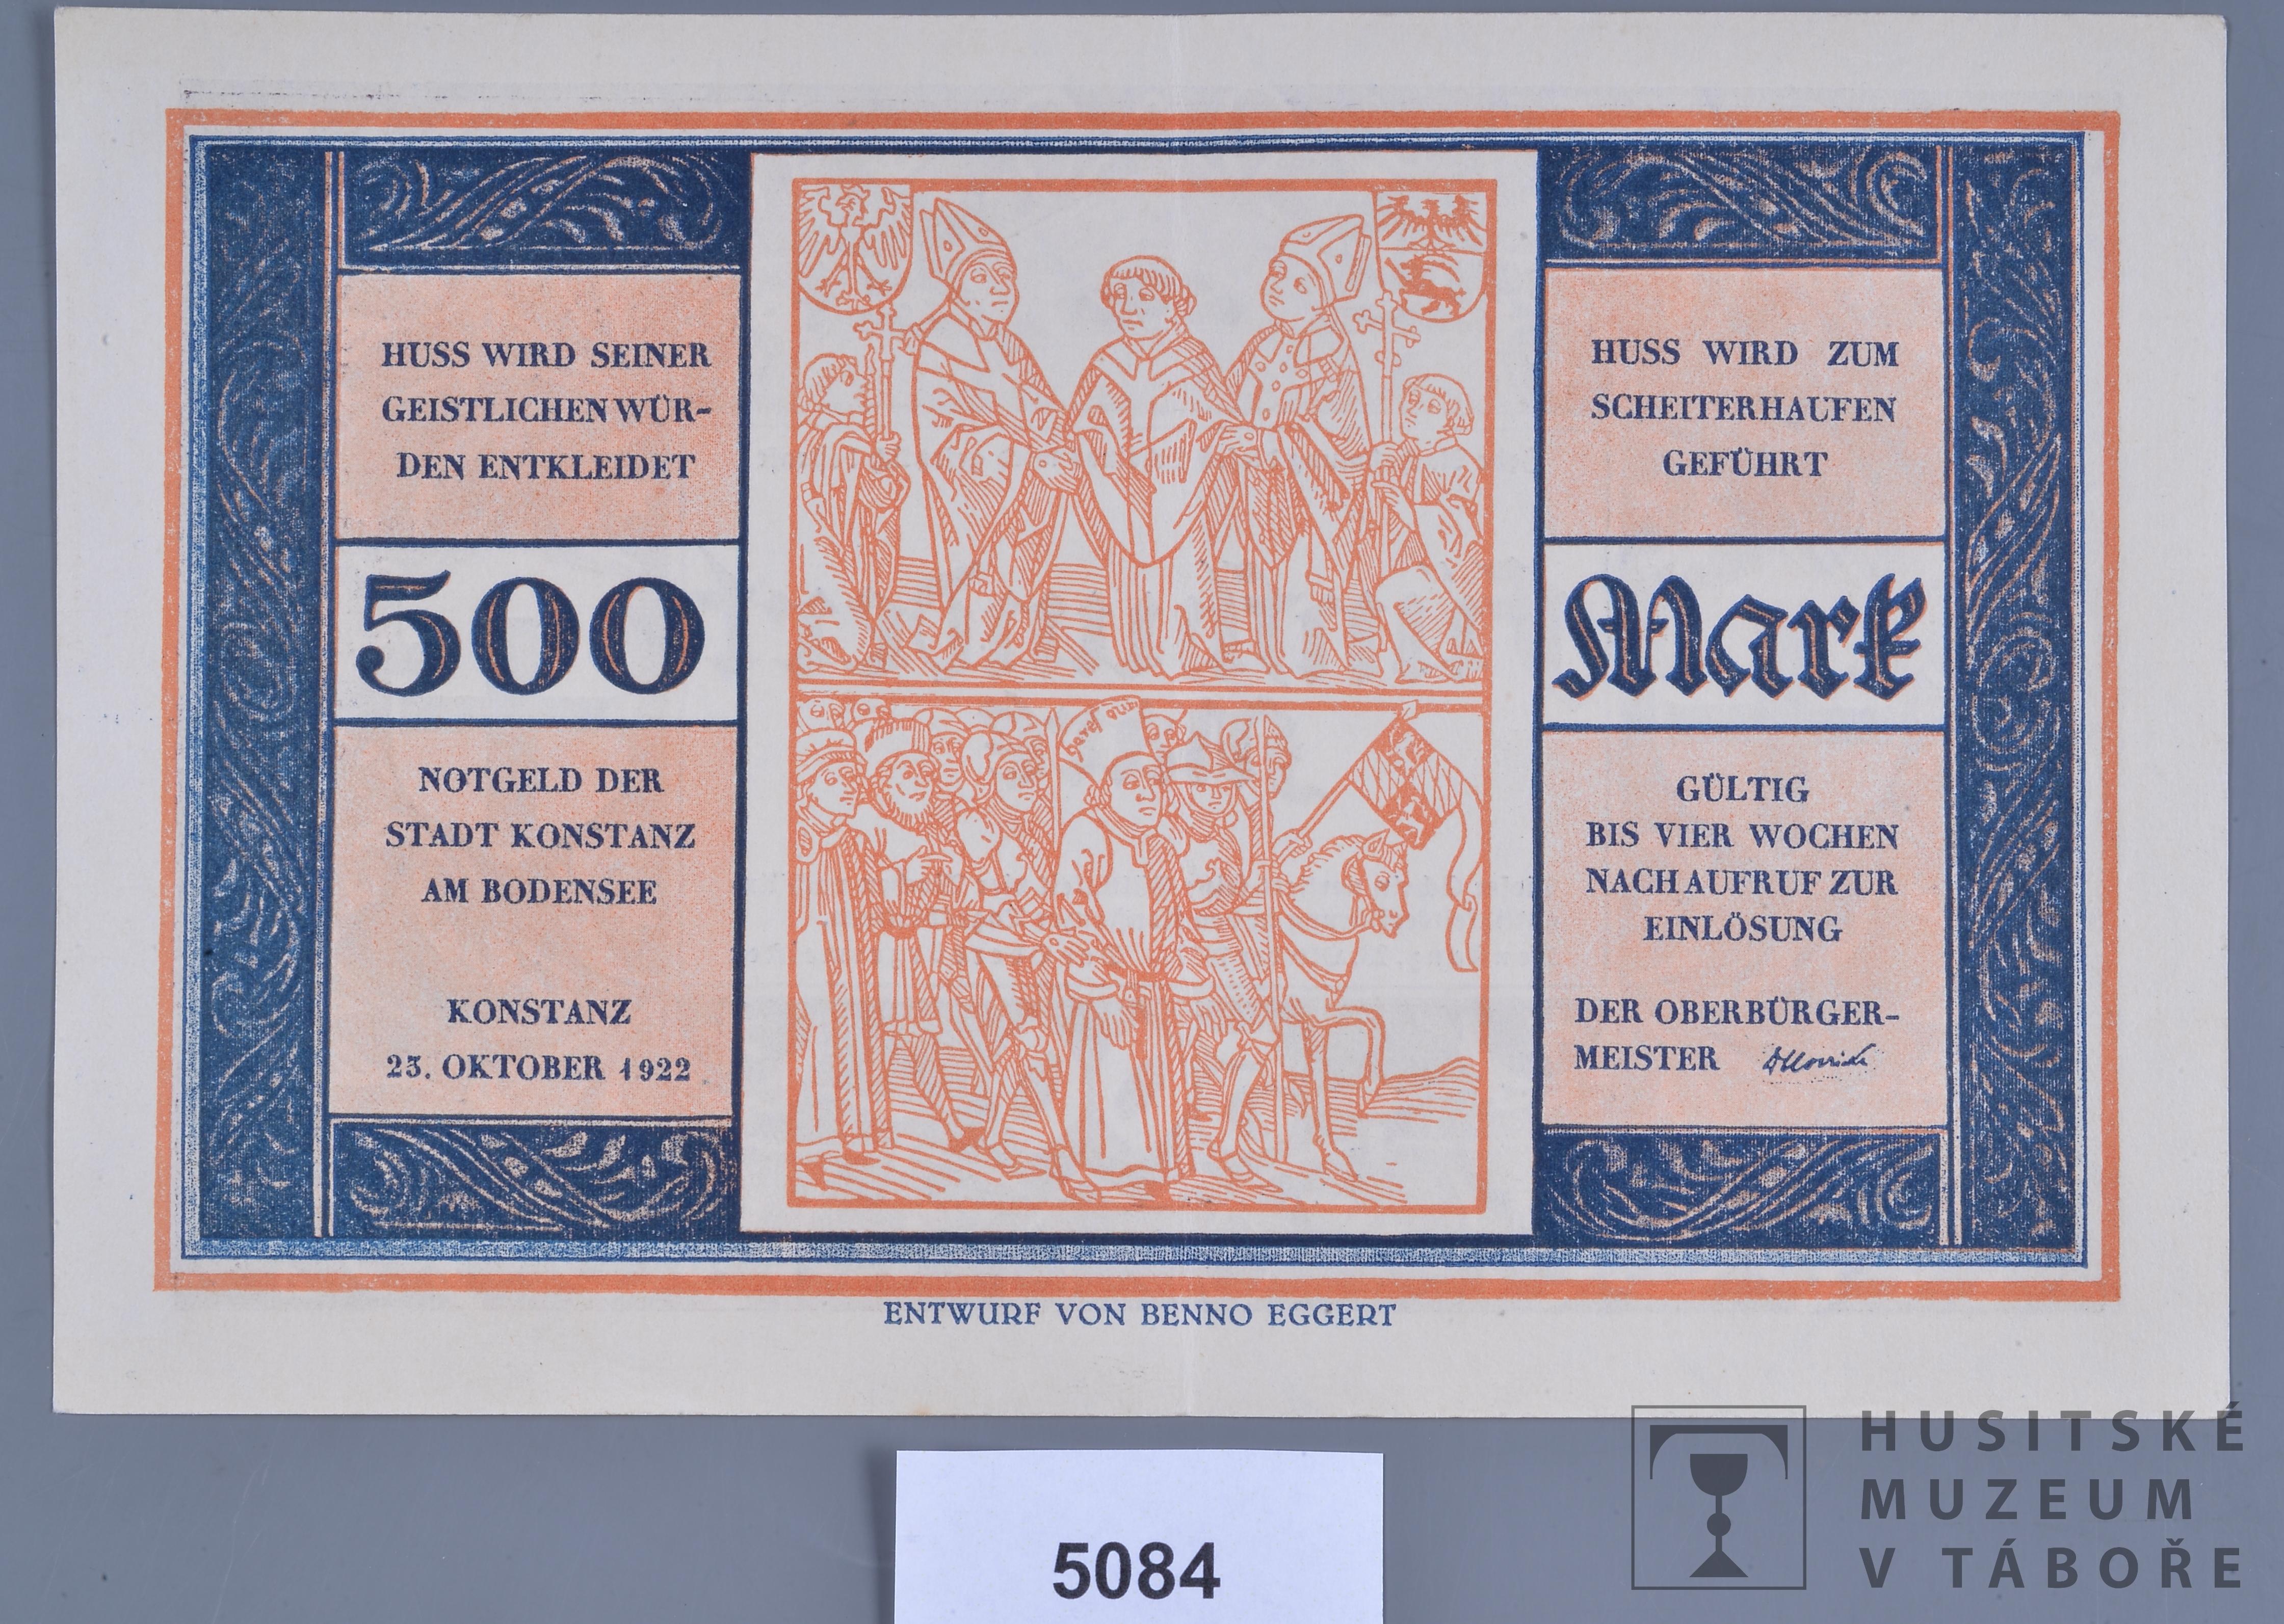 HUSS WIRD SEINER
GEISTLICHEN WÜR-
DEN ENTKLEIDET
500
NOTGELD DER
STADT KONSTANZ
AM BODENSEE
KONSTANZ
23. OKTOBER 1922
HUSS WIRD ZUM
SCHEITERHAUFEN
GEFÜHRT
Mark
GÜLTIG
BIS VIER WOCHEN
NACH AUFRUF ZUR
EINLÖSUNG
DER OBERBÜRGER-
MEISTER
ENTWURF VON BENNO EGGERT
5084
HUSITSKÉ
MUZEUM
V TÁBOŘE